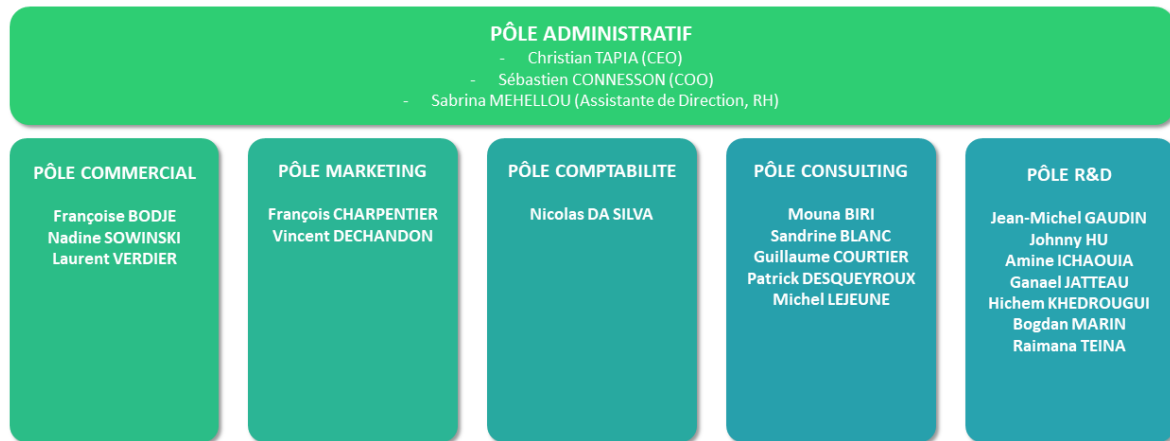 PÔLE ADMINISTRATIF
- Christian TAPIA (CEO)
- Sébastien CONNESSON (COO)
- Sabrina MEHELLOU (Assistante de Direction, RH)
PÔLE COMMERCIAL
Françoise BODJE
Nadine SOWINSKI
Laurent VERDIER
PÔLE MARKETING
François CHARPENTIER
Vincent DECHANDON
PÔLE COMPTABILITE
Nicolas DA SILVA
PÔLE CONSULTING
Mouna BIRI
Sandrine BLANC
Guillaume COURTIER
Patrick DESQUEYROUX
Michel LEJEUNE
PÔLE R&D
Jean-Michel GAUDIN
Johnny HU
Amine ICHAOUIA
Ganael JATTEAU
Hichem KHEDROUGUI
Bogdan MARIN
Raimana TEINA